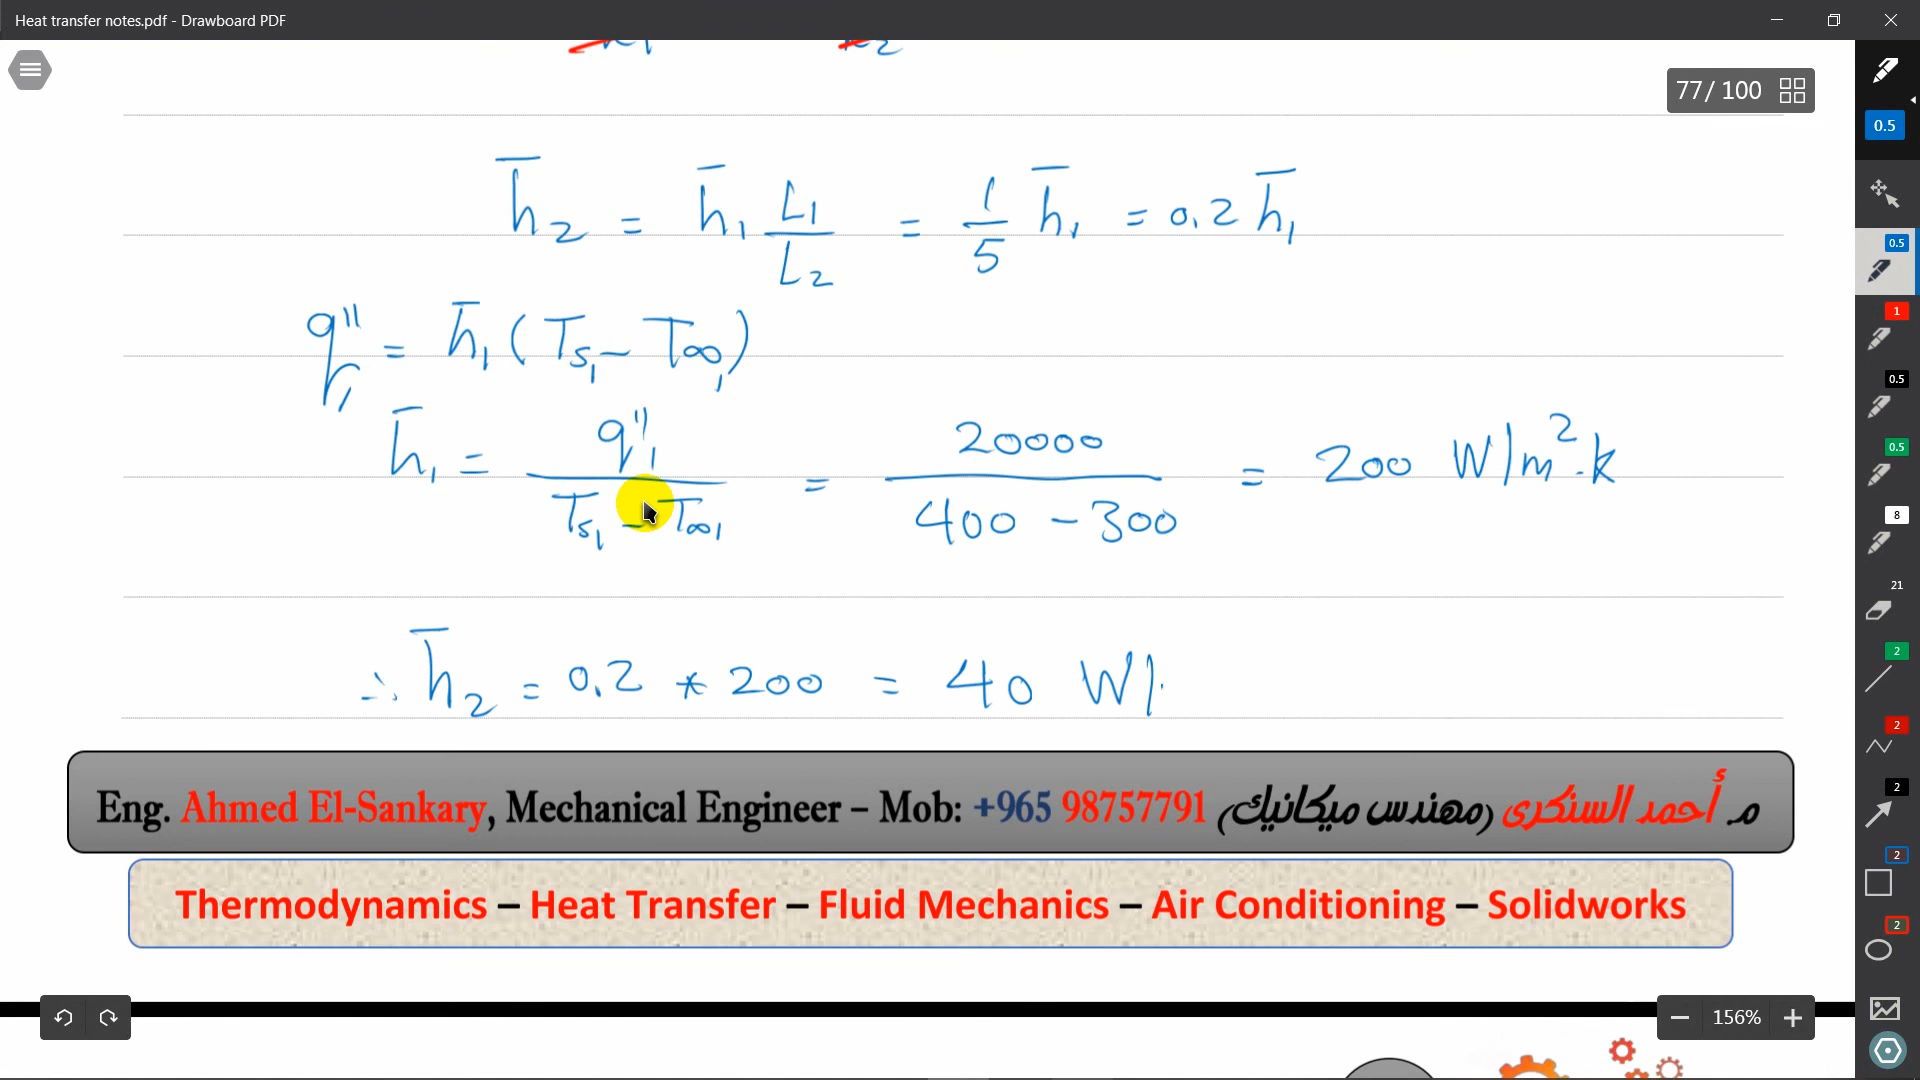 Heat transfer notes.pdf - Drawboard PDF
77/ 100
0.5
h̄₂ = h̄₁ L₁/L₂ = 1/5 h̄₁ = 0.2 h̄₁
0.5
q″₁ = h̄₁ (Ts₁ - T∞₁)
1
0.5
h̄₁ = q″₁ / (Ts₁ - T∞₁) = 20000 / (400 - 300) = 200 W/m².k
0.5
8
21
∴ h̄₂ = 0.2 * 200 = 40 W/
2
2
2
2
2
Eng. Ahmed El-Sankary, Mechanical Engineer – Mob: +965 98757791 م. أحمد السنكرى (مهندس ميكانيك)
Thermodynamics – Heat Transfer – Fluid Mechanics – Air Conditioning – Solidworks
156%